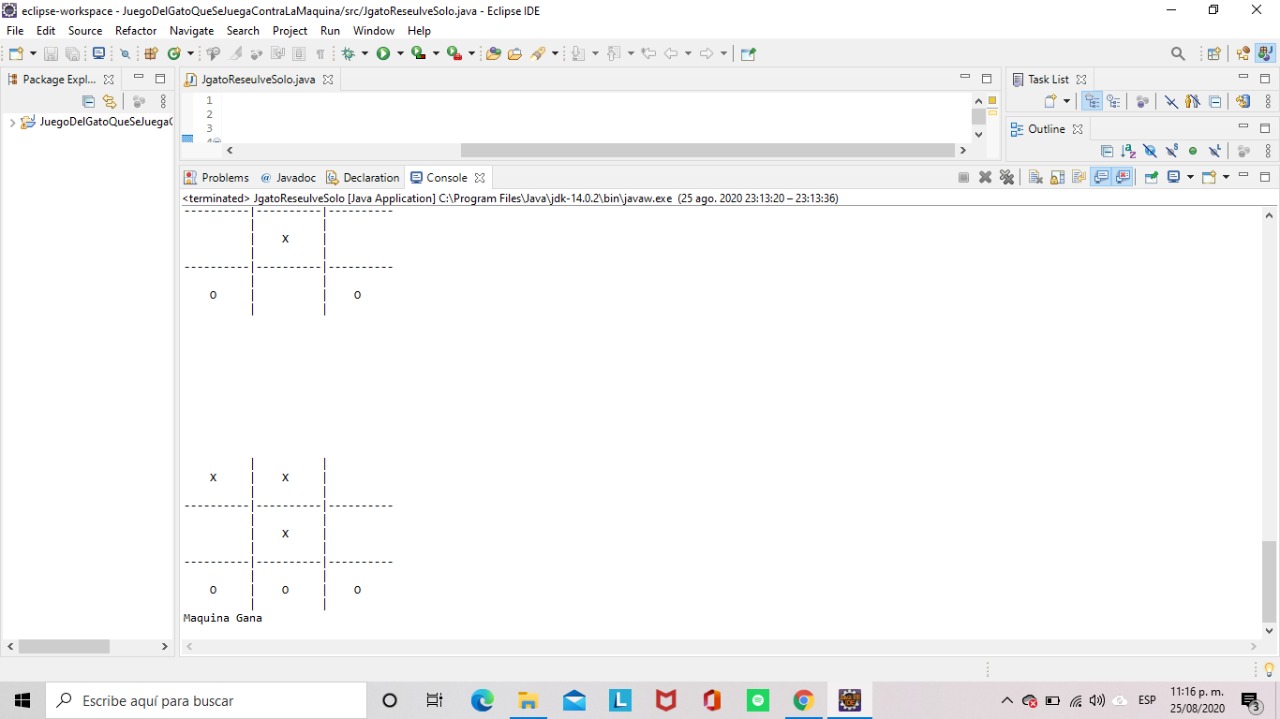 eclipse-workspace - JuegoDelGatoQueSeJuegaContraLaMaquina/src/JgatoReseulveSolo.java - Eclipse IDE
File Edit Source Refactor Navigate Search Project Run Window Help
Package Expl...
JgatoReseulveSolo.java
Task List
1
2
3
4
JuegoDelGatoQueSeJuega
Outline
Problems
@ Javadoc
Declaration
Console
<terminated> JgatoReseulveSolo [Java Application] C:\Program Files\Java\jdk-14.0.2\bin\javaw.exe (25 ago. 2020 23:13:20 – 23:13:36)
----------|---------|----------
| X |
----------|---------|----------
O | | O
X | X |
----------|---------|----------
| X |
----------|---------|----------
O | O | O
Maquina Gana
Escribe aquí para buscar
ESP
11:16 p. m.
25/08/2020
3